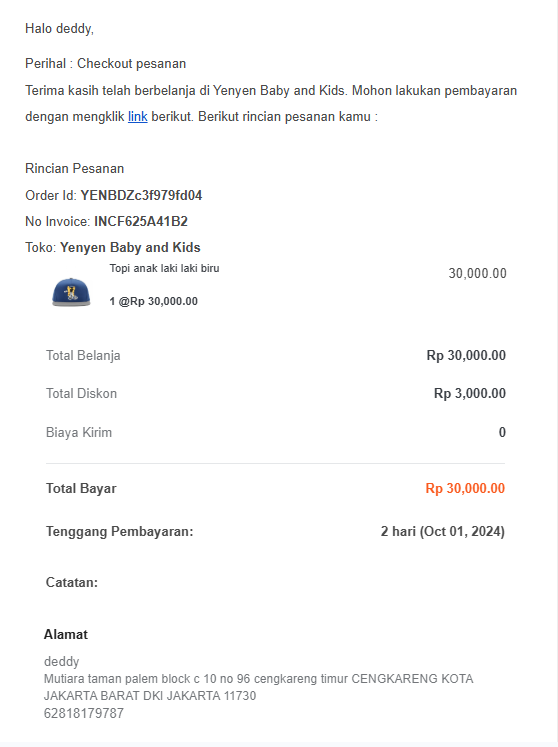 Halo deddy,
Perihal : Checkout pesanan
Terima kasih telah berbelanja di Yenyen Baby and Kids. Mohon lakukan pembayaran
dengan mengklik link berikut. Berikut rincian pesanan kamu :
Rincian Pesanan
Order Id: YENBDZc3f979fd04
No Invoice: INCF625A41B2
Toko: Yenyen Baby and Kids
Topi anak laki laki biru 30,000.00
1 @Rp 30,000.00
Total Belanja Rp 30,000.00
Total Diskon Rp 3,000.00
Biaya Kirim 0
Total Bayar Rp 30,000.00
Tenggang Pembayaran: 2 hari (Oct 01, 2024)
Catatan:
Alamat
deddy
Mutiara taman palem block c 10 no 96 cengkareng timur CENGKARENG KOTA
JAKARTA BARAT DKI JAKARTA 11730
62818179787